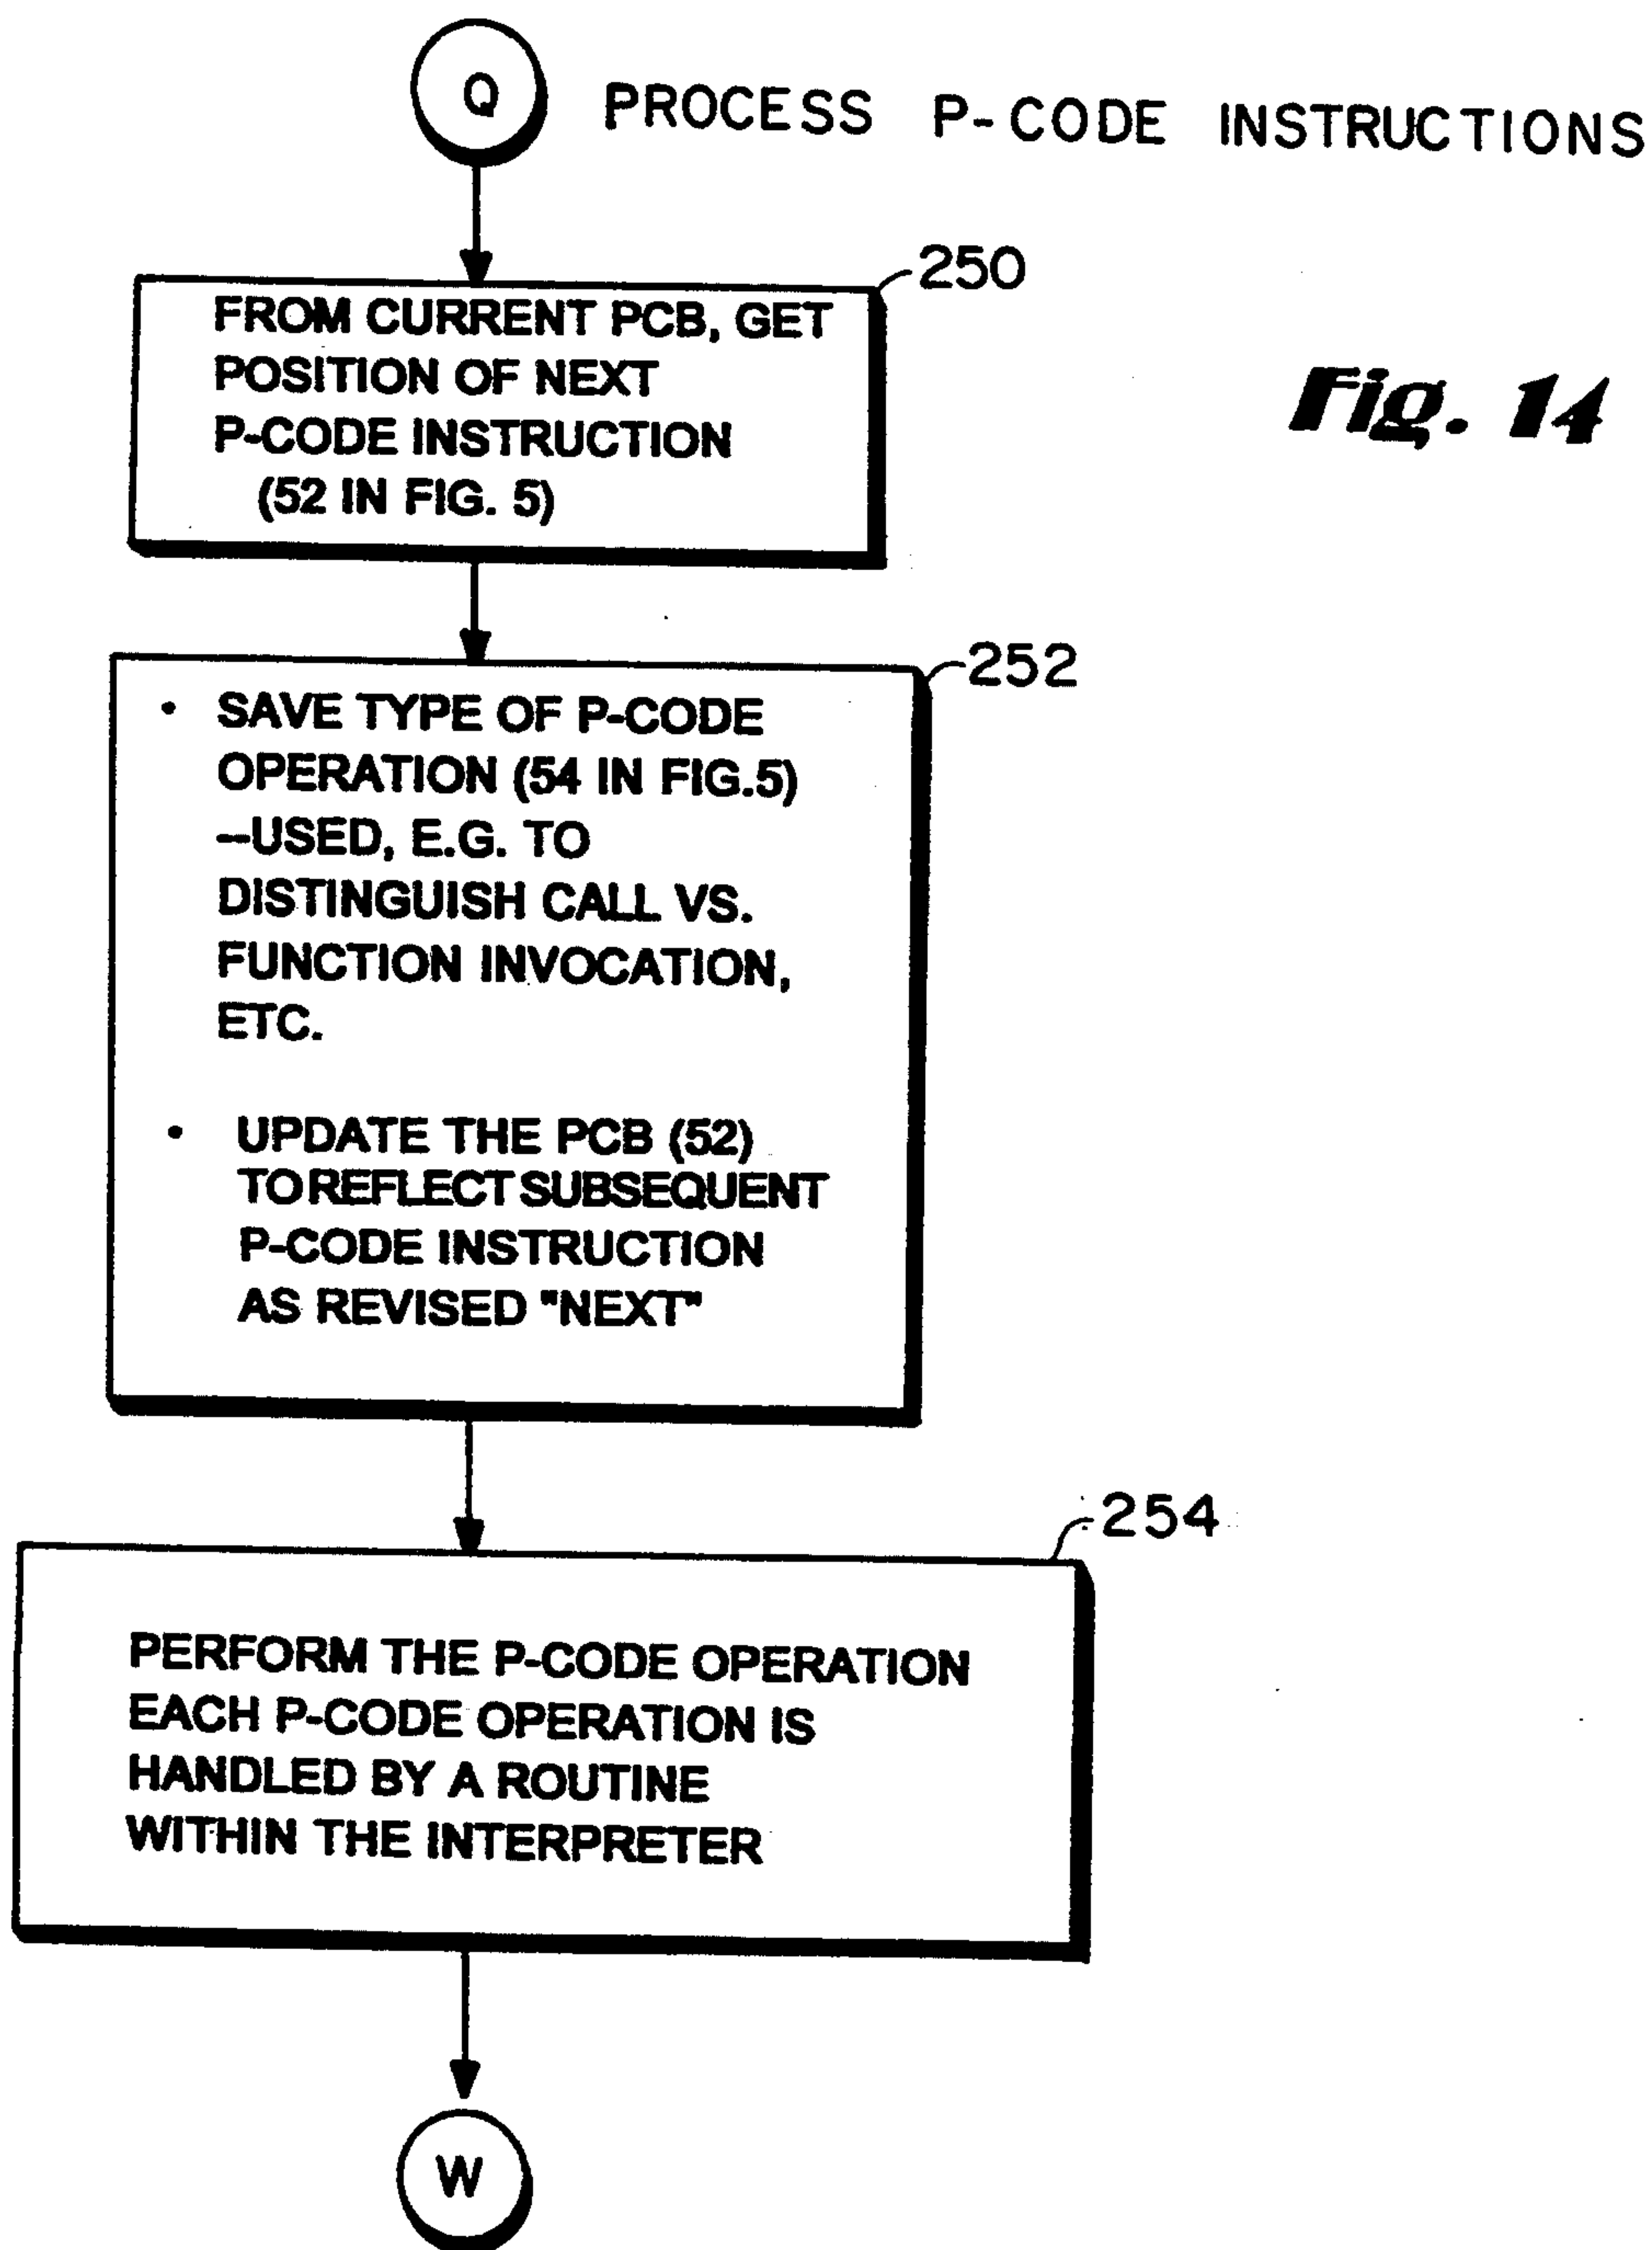 Q
PROCESS P-CODE INSTRUCTIONS
250
FROM CURRENT PCB, GET
POSITION OF NEXT
P-CODE INSTRUCTION
(52 IN FIG. 5)
Fig. 14
252
• SAVE TYPE OF P-CODE
OPERATION (54 IN FIG.5)
--USED, E.G. TO
DISTINGUISH CALL VS.
FUNCTION INVOCATION,
ETC.
• UPDATE THE PCB (52)
TO REFLECT SUBSEQUENT
P-CODE INSTRUCTION
AS REVISED "NEXT"
254
PERFORM THE P-CODE OPERATION
EACH P-CODE OPERATION IS
HANDLED BY A ROUTINE
WITHIN THE INTERPRETER
W